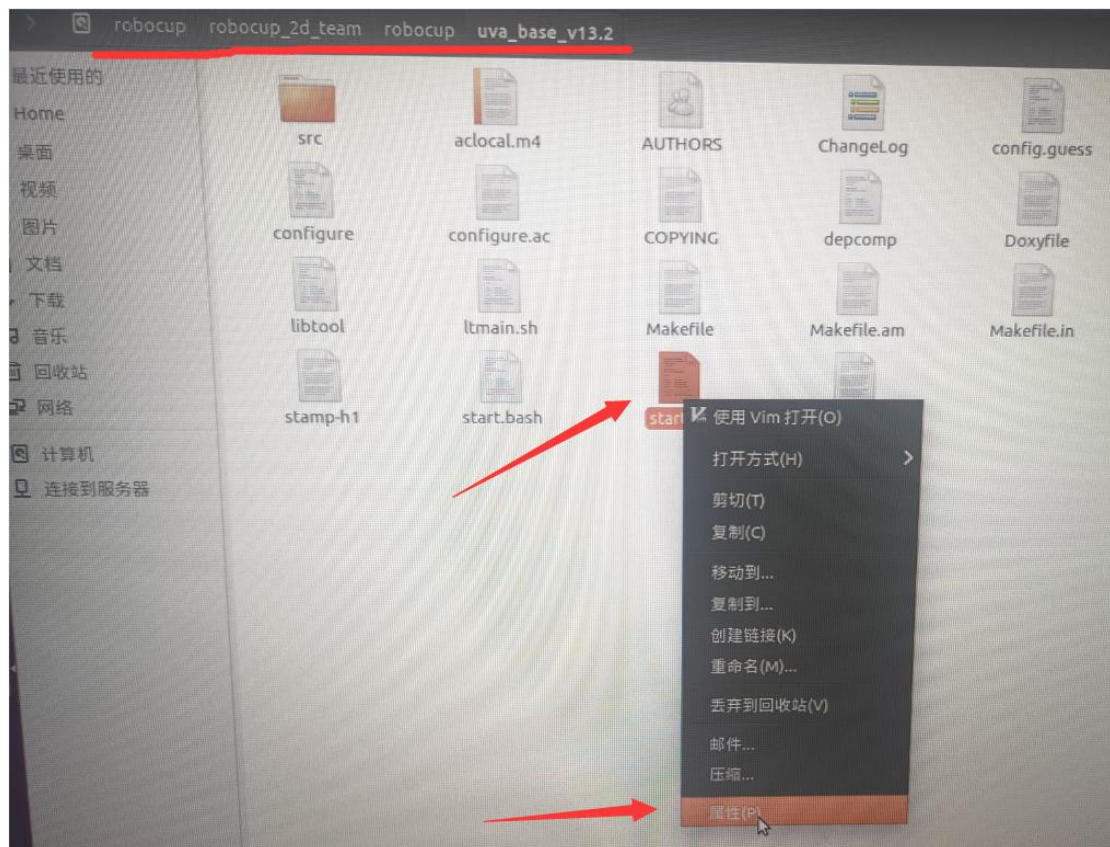 robocup robocup_2d_team robocup uva_base_v13.2
最近使用的
Home
桌面
视频
图片
文档
下载
音乐
回收站
网络
计算机
连接到服务器
src aclocal.m4 AUTHORS ChangeLog config.guess
configure configure.ac COPYING depcomp Doxyfile
libtool ltmain.sh Makefile Makefile.am Makefile.in
stamp-h1 start.bash start
使用 Vim 打开(O)
打开方式(H)
剪切(T)
复制(C)
移动到...
复制到...
创建链接(K)
重命名(M)...
丢弃到回收站(V)
邮件...
压缩...
属性(P)